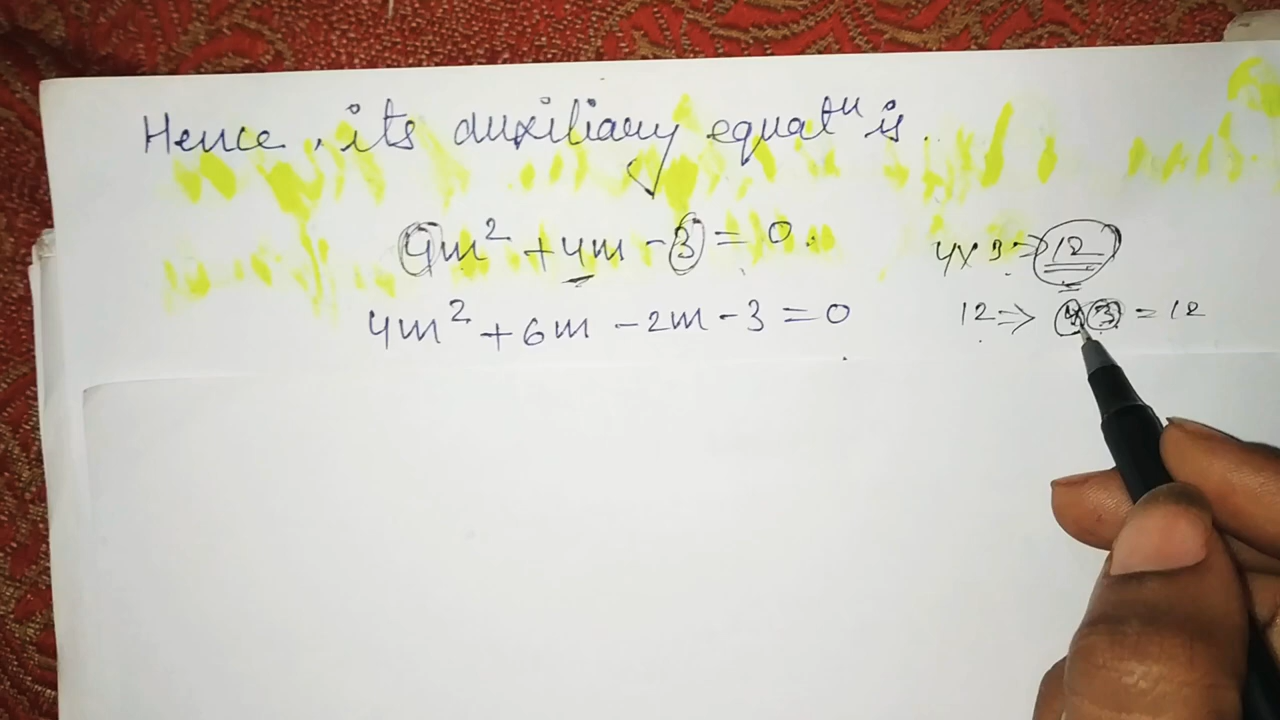 Hence, its auxiliary equatⁿ is.
4m² + 4m - 3 = 0.
4x3 ⇒ 12
4m² + 6m - 2m - 3 = 0
12 ⇒ 4 3 = 12